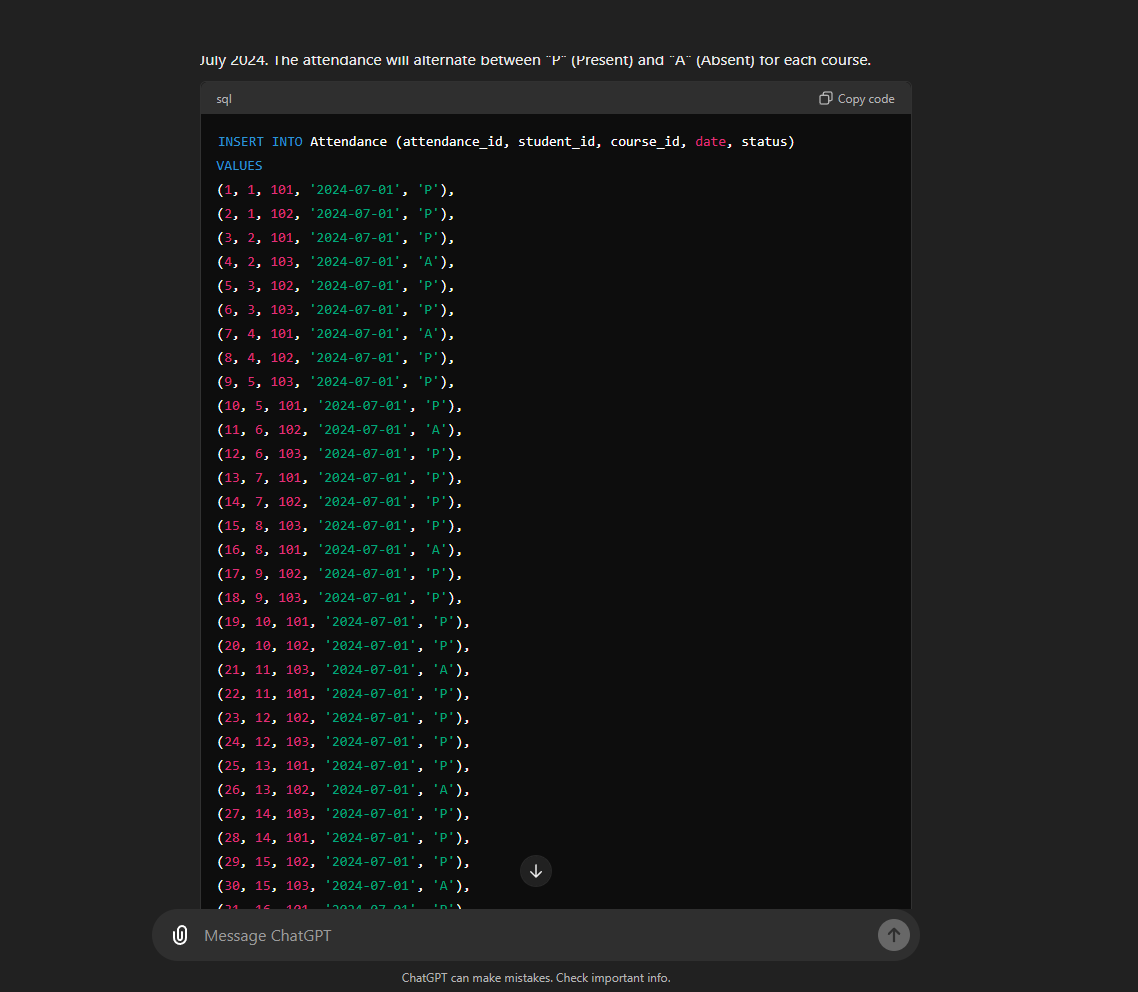 July 2024. The attendance will alternate between "P" (Present) and "A" (Absent) for each course.
sql
Copy code
INSERT INTO Attendance (attendance_id, student_id, course_id, date, status)
VALUES
(1, 1, 101, '2024-07-01', 'P'),
(2, 1, 102, '2024-07-01', 'P'),
(3, 2, 101, '2024-07-01', 'P'),
(4, 2, 103, '2024-07-01', 'A'),
(5, 3, 102, '2024-07-01', 'P'),
(6, 3, 103, '2024-07-01', 'P'),
(7, 4, 101, '2024-07-01', 'A'),
(8, 4, 102, '2024-07-01', 'P'),
(9, 5, 103, '2024-07-01', 'P'),
(10, 5, 101, '2024-07-01', 'P'),
(11, 6, 102, '2024-07-01', 'A'),
(12, 6, 103, '2024-07-01', 'P'),
(13, 7, 101, '2024-07-01', 'P'),
(14, 7, 102, '2024-07-01', 'P'),
(15, 8, 103, '2024-07-01', 'P'),
(16, 8, 101, '2024-07-01', 'A'),
(17, 9, 102, '2024-07-01', 'P'),
(18, 9, 103, '2024-07-01', 'P'),
(19, 10, 101, '2024-07-01', 'P'),
(20, 10, 102, '2024-07-01', 'P'),
(21, 11, 103, '2024-07-01', 'A'),
(22, 11, 101, '2024-07-01', 'P'),
(23, 12, 102, '2024-07-01', 'P'),
(24, 12, 103, '2024-07-01', 'P'),
(25, 13, 101, '2024-07-01', 'P'),
(26, 13, 102, '2024-07-01', 'A'),
(27, 14, 103, '2024-07-01', 'P'),
(28, 14, 101, '2024-07-01', 'P'),
(29, 15, 102, '2024-07-01', 'P'),
(30, 15, 103, '2024-07-01', 'A'),
Message ChatGPT
ChatGPT can make mistakes. Check important info.